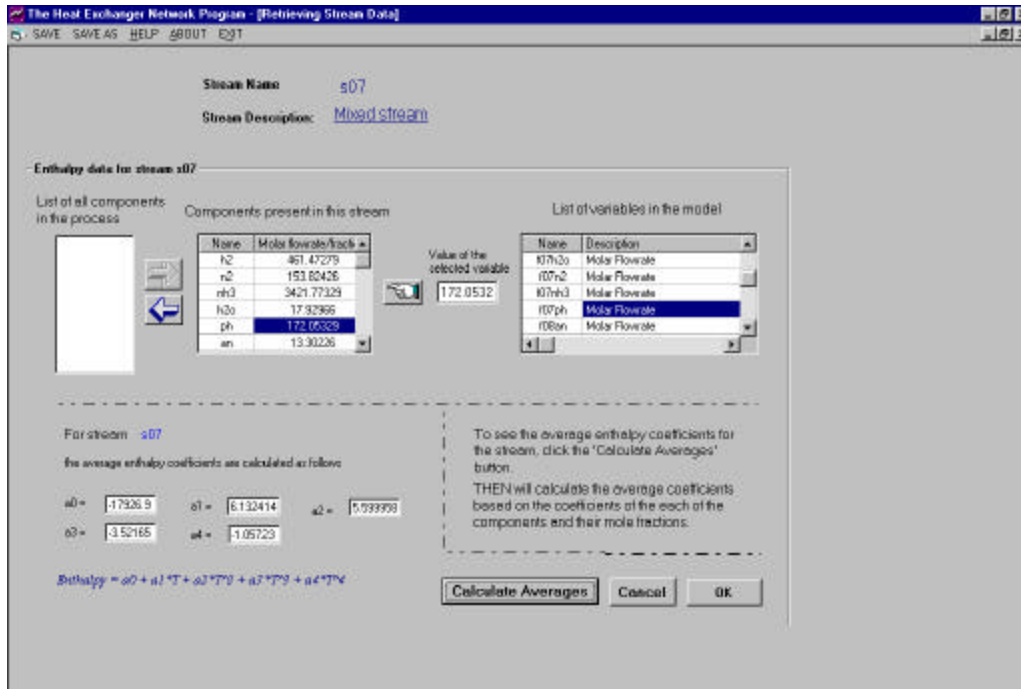 The Heat Exchanger Network Program - [Retrieving Stream Data]
SAVE SAVE AS HELP ABOUT EXIT
Stream Name s07
Stream Description: Mixed stream
Enthalpy data for stream s07
List of all components
in the process
Components present in this stream
List of variables in the model
Name Molar flowrate/fracti
h2 461.47279
n2 153.82426
nh3 3421.77329
h2o 17.92966
ph 172.05329
an 13.30226
Value of the
selected variable
172.0532
Name Description
f07h2o Molar Flowrate
f07n2 Molar Flowrate
f07nh3 Molar Flowrate
f07ph Molar Flowrate
f08an Molar Flowrate
For stream s07
the average enthalpy coefficients are calculated as follows
a0 = -17926.9 a1 = 6.132414 a2 = 5.599958
a3 = -3.52165 a4 = -1.05723
Enthalpy = a0 + a1*T + a2*T^2 + a3*T^3 + a4*T^4
To see the average enthalpy coefficients for
the stream, click the 'Calculate Averages'
button.
THEN will calculate the average coefficients
based on the coefficients of the each of the
components and their mole fractions.
Calculate Averages Cancel OK